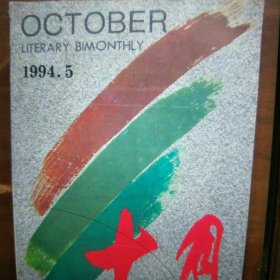 OCTOBER
LITERARY BIMONTHLY
1994.5
十月